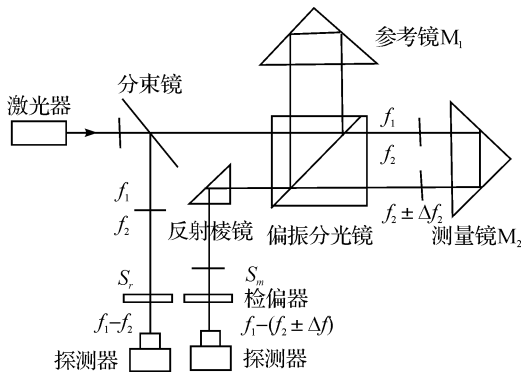 参考镜M₁
分束镜
激光器
f₁
f₂
f₁
f₂
反射棱镜
偏振分光镜
f₂ ± Δf₂
测量镜M₂
Sᵣ
Sₘ
检偏器
f₁−f₂
f₁−(f₂ ± Δf)
探测器
探测器